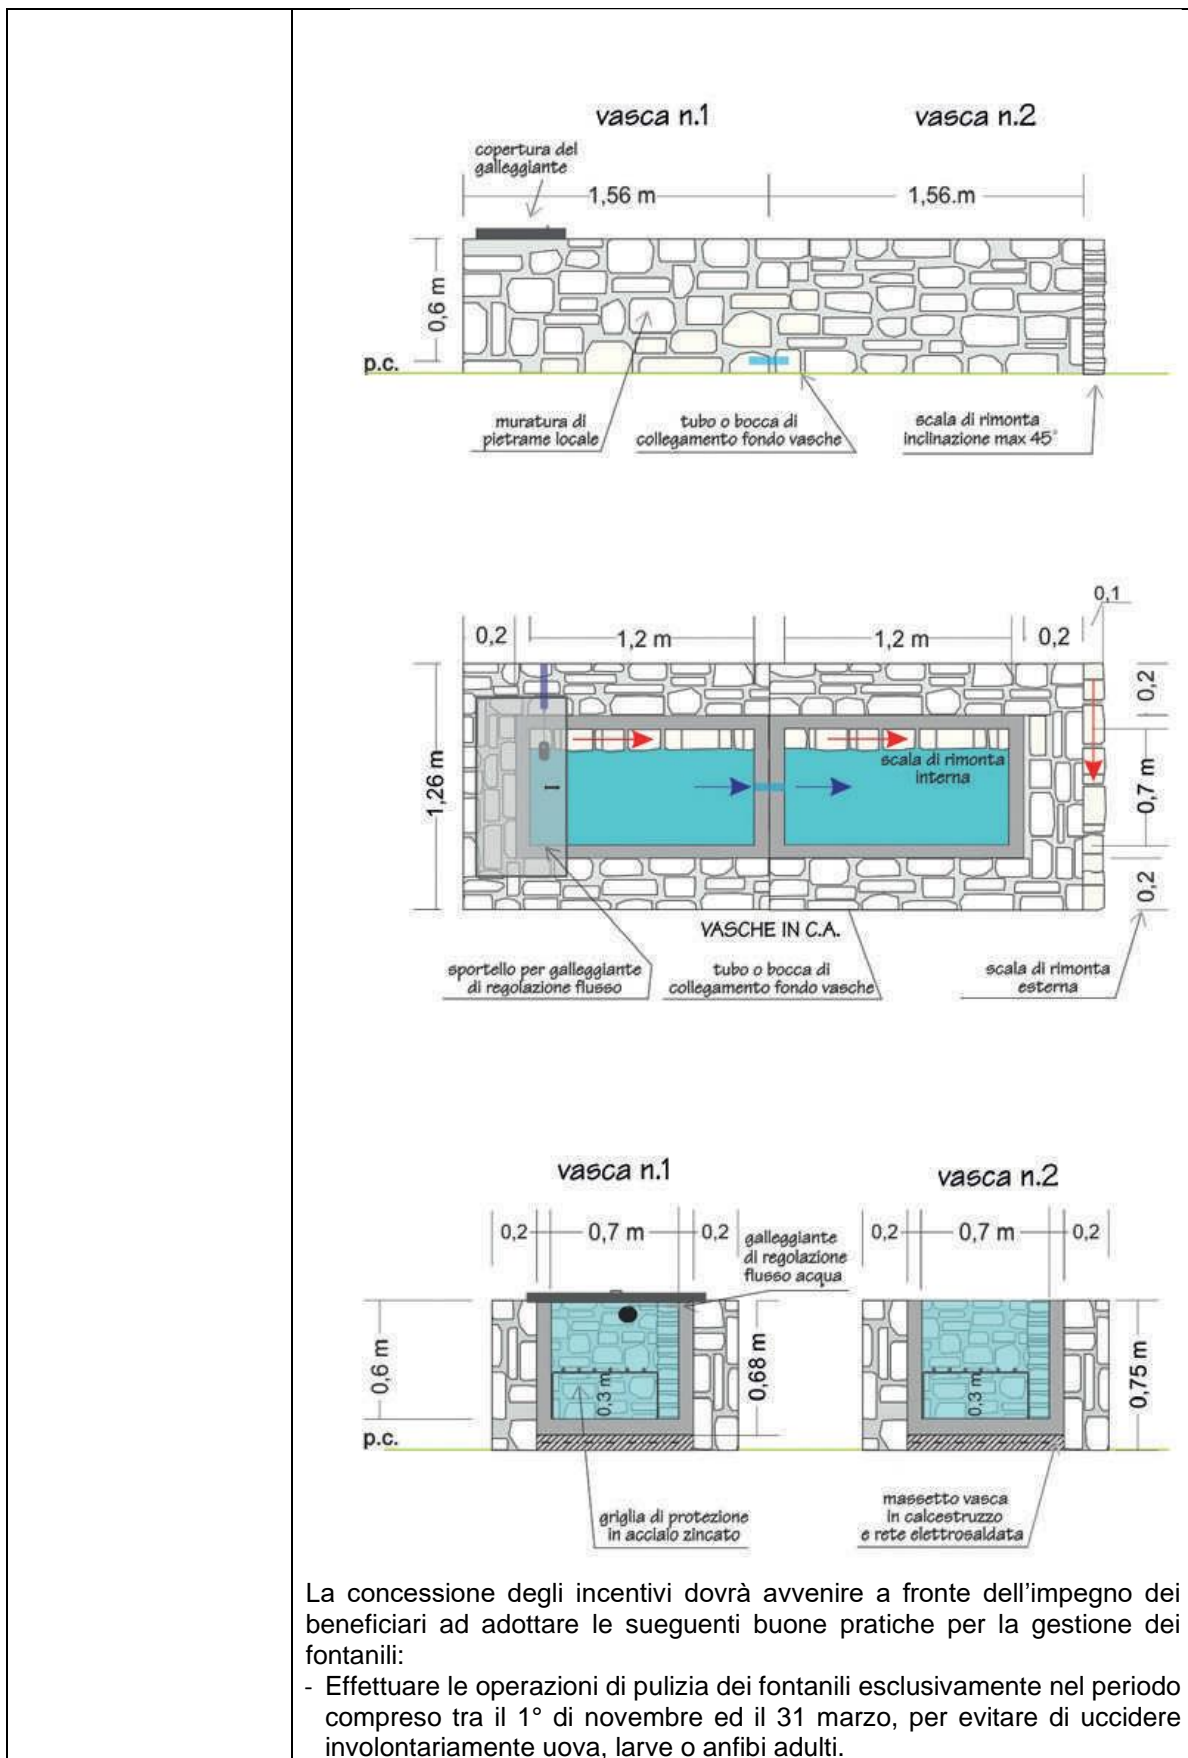 vasca n.1
vasca n.2
copertura del
galleggiante
1,56 m
1,56.m
0,6 m
p.c.
muratura di
pietrame locale
tubo o bocca di
collegamento fondo vasche
scala di rimonta
inclinazione max 45°
0,1
0,2
1,2 m
1,2 m
0,2
0,2
1,26 m
scala di rimonta
interna
0,7 m
0,2
VASCHE IN C.A.
sportello per galleggiante
di regolazione flusso
tubo o bocca di
collegamento fondo vasche
scala di rimonta
esterna
vasca n.1
vasca n.2
0,2
0,7 m
0,2
galleggiante
di regolazione
flusso acqua
0,2
0,7 m
0,2
0,6 m
0,3 m
0,68 m
0,3 m
0,75 m
p.c.
griglia di protezione
in acciaio zincato
massetto vasca
in calcestruzzo
e rete elettrosaldata
La concessione degli incentivi dovrà avvenire a fronte dell'impegno dei
beneficiari ad adottare le sueguenti buone pratiche per la gestione dei
fontanili:
- Effettuare le operazioni di pulizia dei fontanili esclusivamente nel periodo
compreso tra il 1° di novembre ed il 31 marzo, per evitare di uccidere
involontariamente uova, larve o anfibi adulti.